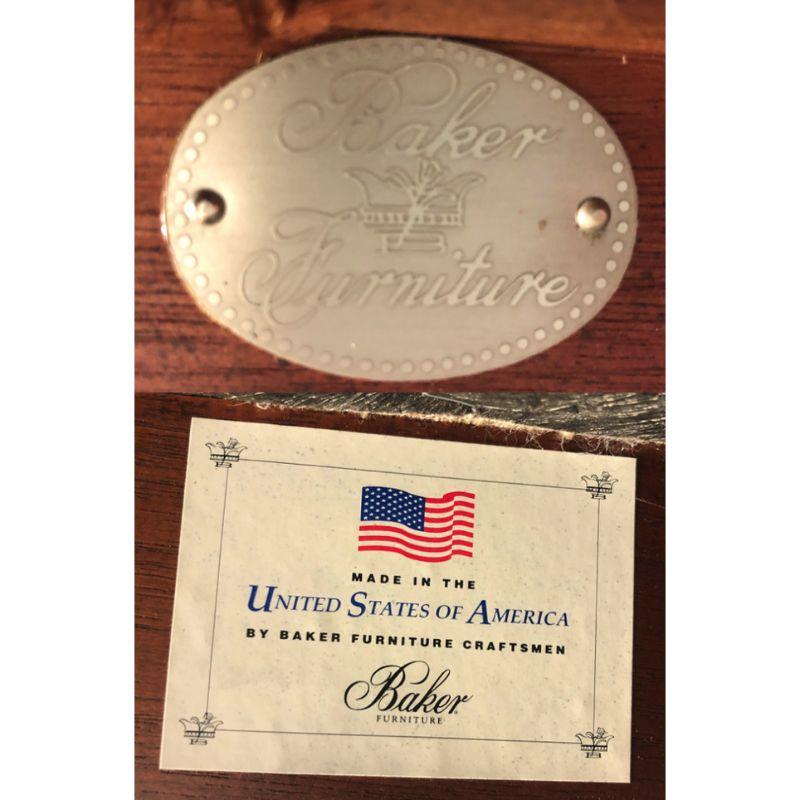 Baker
Furniture
MADE IN THE
UNITED STATES OF AMERICA
BY BAKER FURNITURE CRAFTSMEN
Baker
FURNITURE